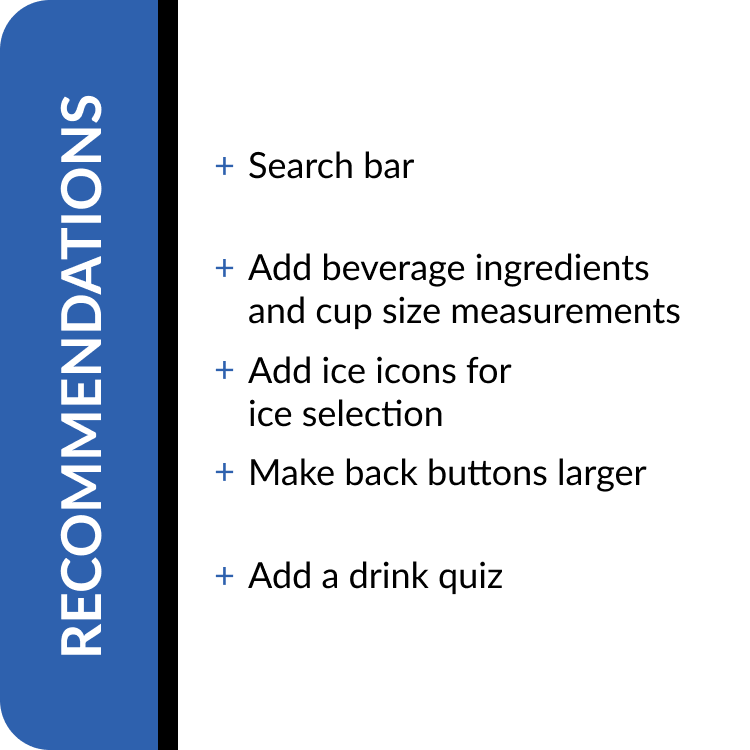 RECOMMENDATIONS
+ Search bar
+ Add beverage ingredients
and cup size measurements
+ Add ice icons for
ice selection
+ Make back buttons larger
+ Add a drink quiz